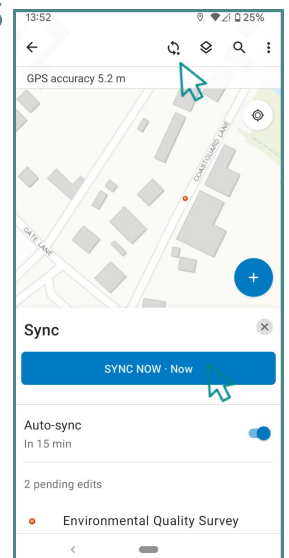 5
13:52 25%
GPS accuracy 5.2 m
COASTGUARD LANE
GATE LANE
+
Sync
SYNC NOW · Now
Auto-sync
In 15 min
2 pending edits
Environmental Quality Survey